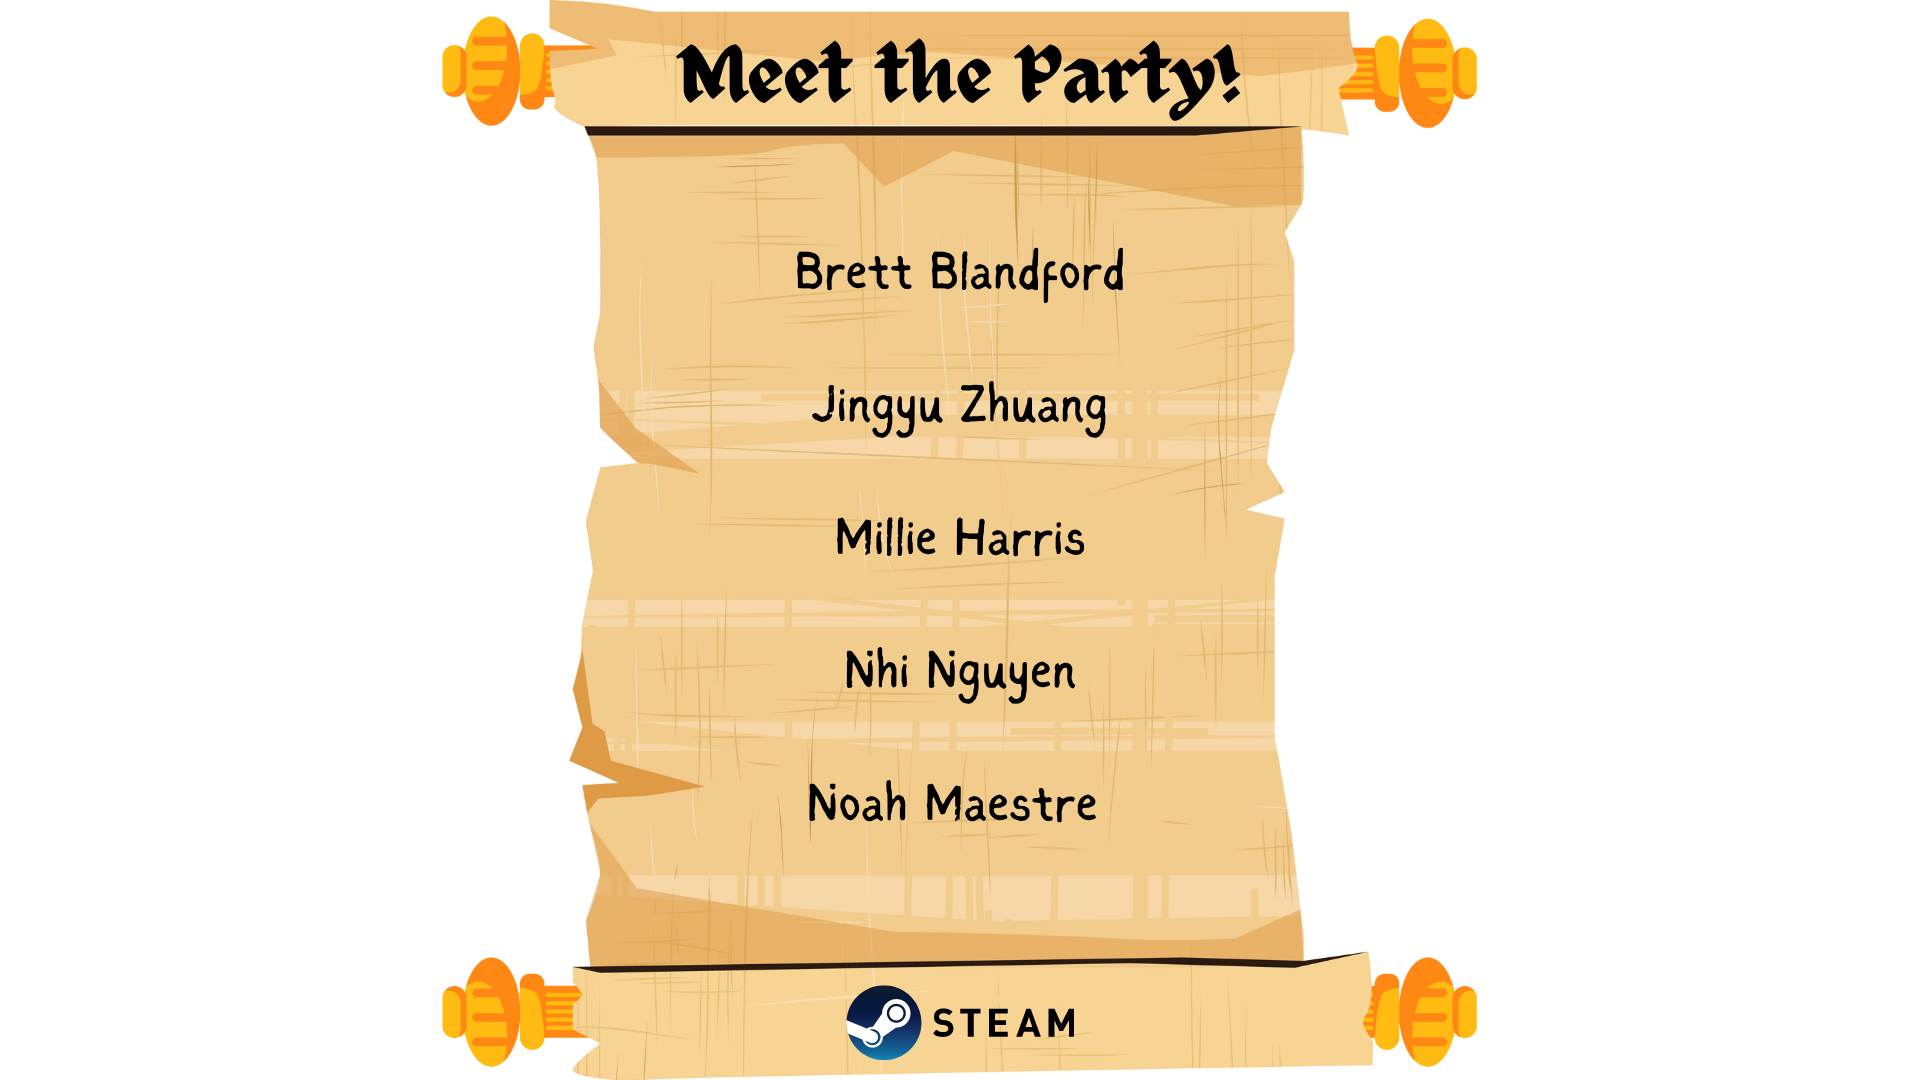 Meet the Party!
Brett Blandford
Jingyu Zhuang
Millie Harris
Nhi Nguyen
Noah Maestre
STEAM